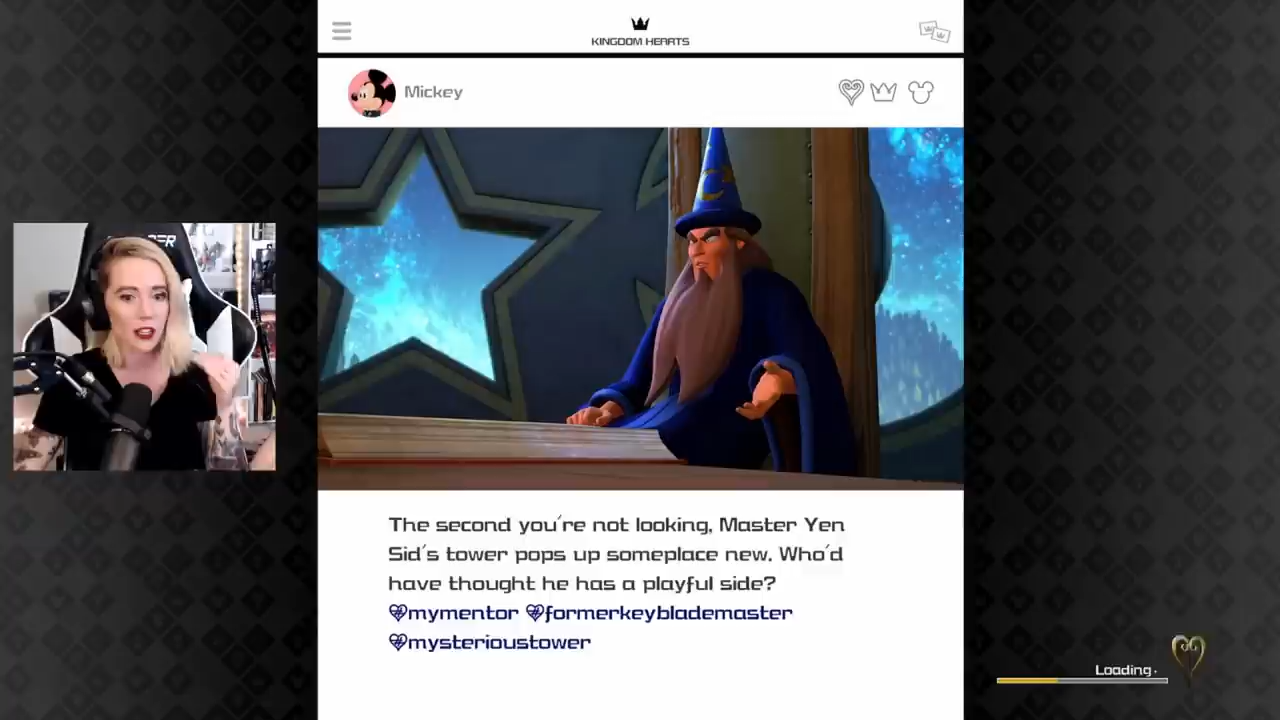 KINGDOM HEARTS
Mickey
The second you're not looking, Master Yen
Sid's tower pops up someplace new. Who'd
have thought he has a playful side?
mymentor formerkeyblademaster
mysterioustower
Loading.